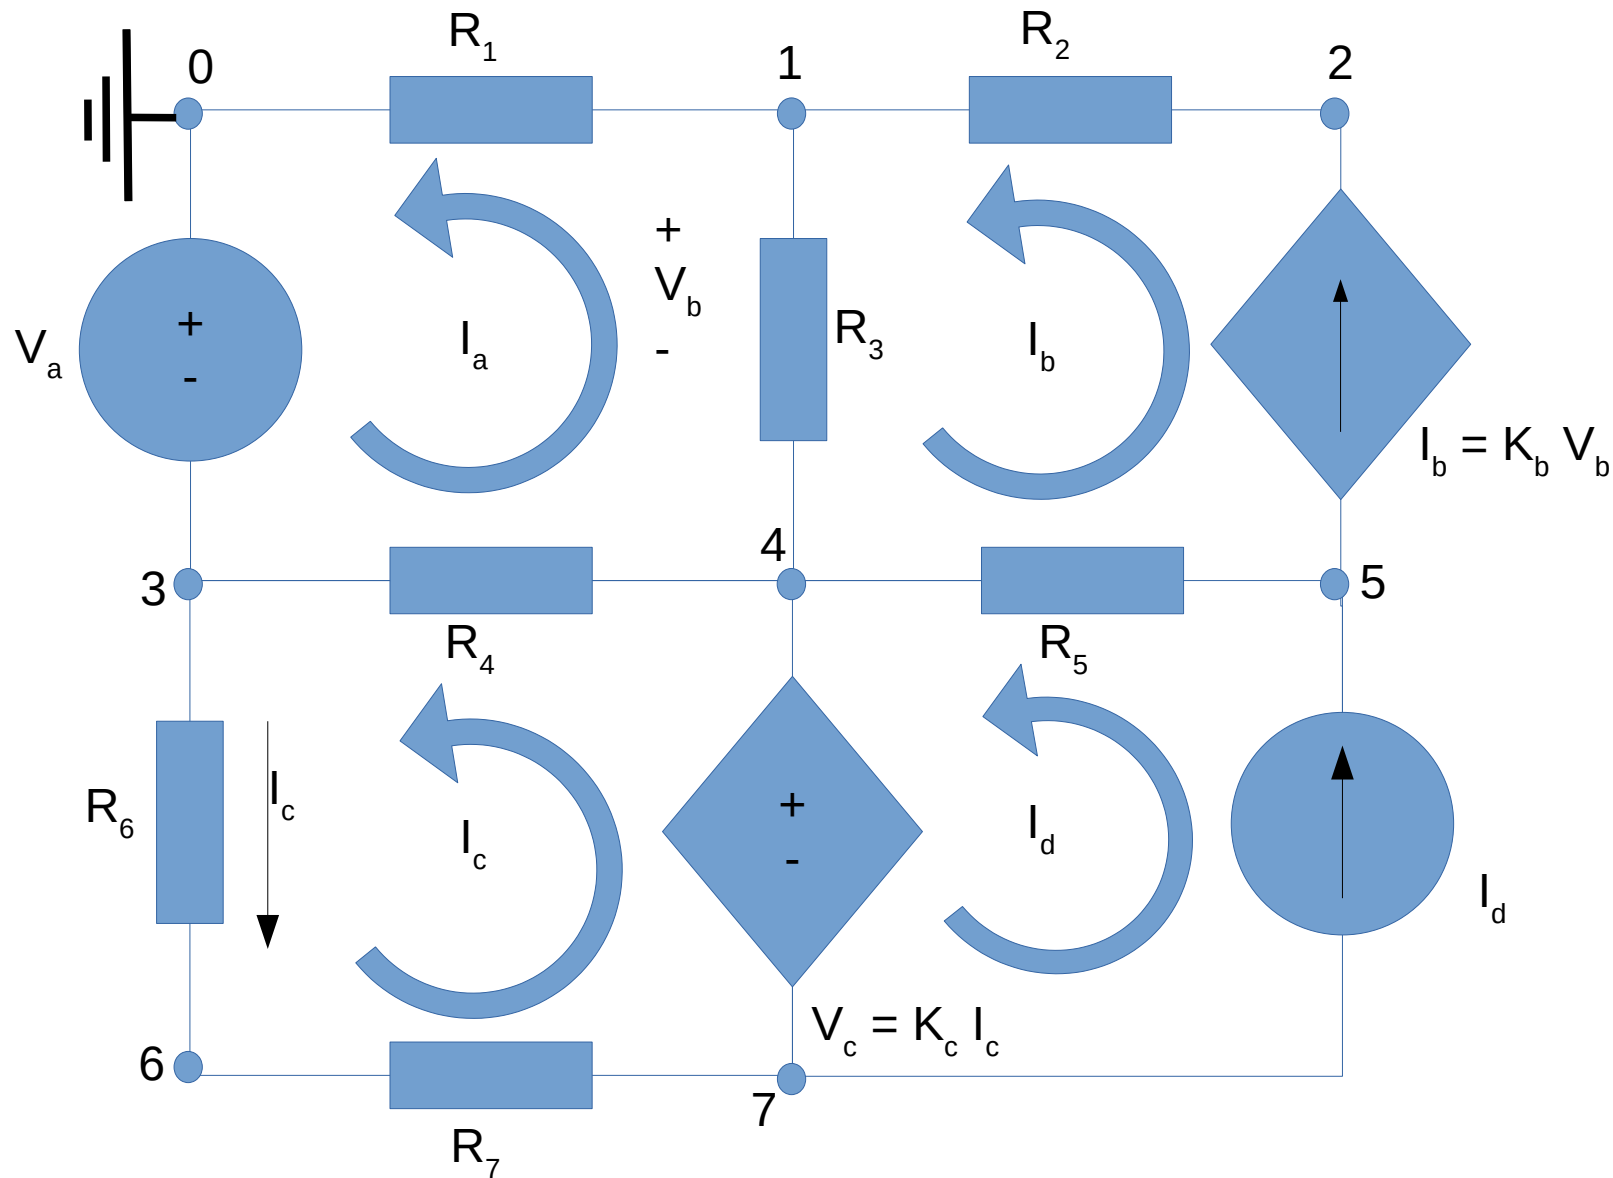 R1
R2
0
1
2
+
Vb
-
+
-
Va
R3
Ia
Ib
Ib = Kb Vb
4
3
5
R4
R5
Ic
R6
Ic
+
-
Id
Id
Vc = Kc Ic
6
7
R7